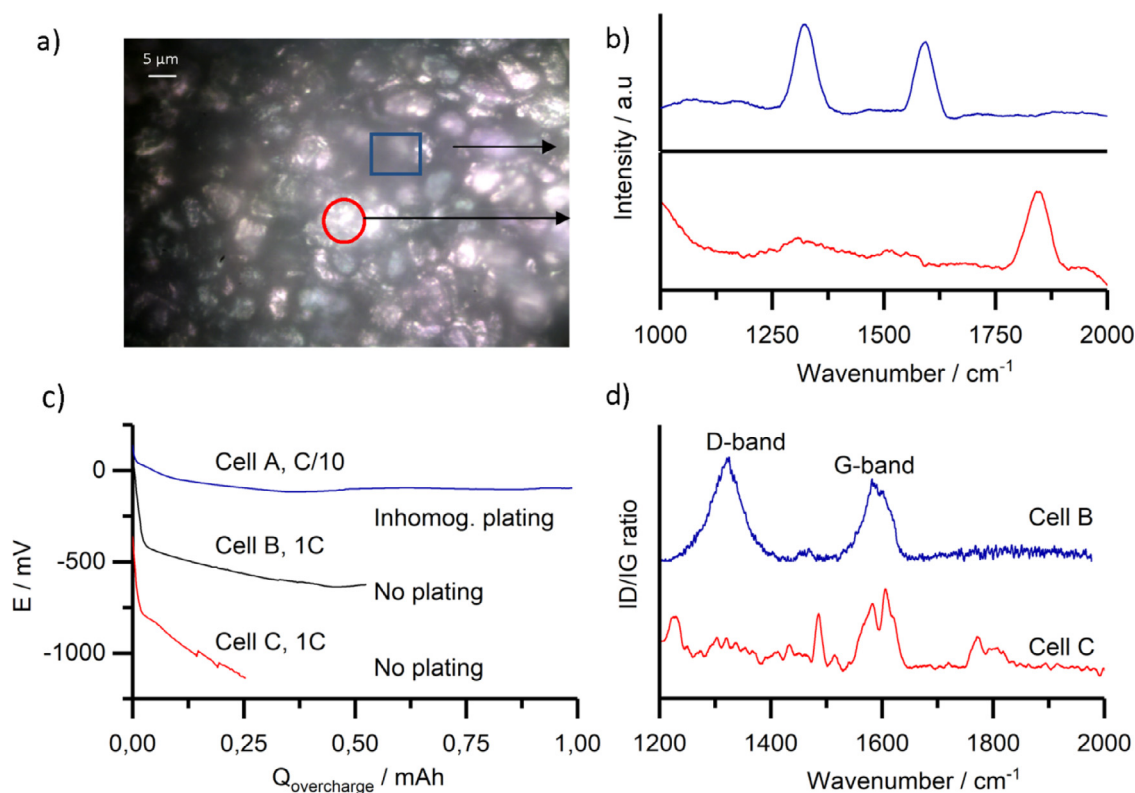 a)
5 µm
b)
Intensity / a.u
1000 1250 1500 1750 2000
Wavenumber / cm⁻¹
c)
0
-500
-1000
E / mV
Cell A, C/10
Inhomog. plating
Cell B, 1C
No plating
Cell C, 1C
No plating
0,00 0,25 0,50 0,75 1,00
Qovercharge / mAh
d)
ID/IG ratio
D-band
G-band
Cell B
Cell C
1200 1400 1600 1800 2000
Wavenumber / cm⁻¹